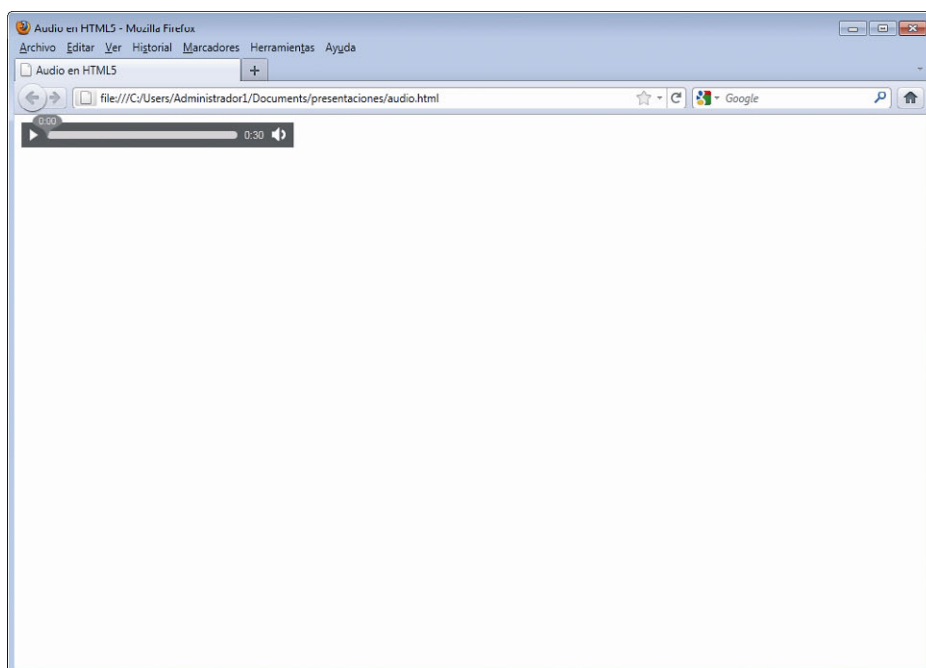 Audio en HTML5 - Mozilla Firefox
Archivo Editar Ver Historial Marcadores Herramientas Ayuda
Audio en HTML5
file:///C:/Users/Administrador1/Documents/presentaciones/audio.html Google
0:00
0:30